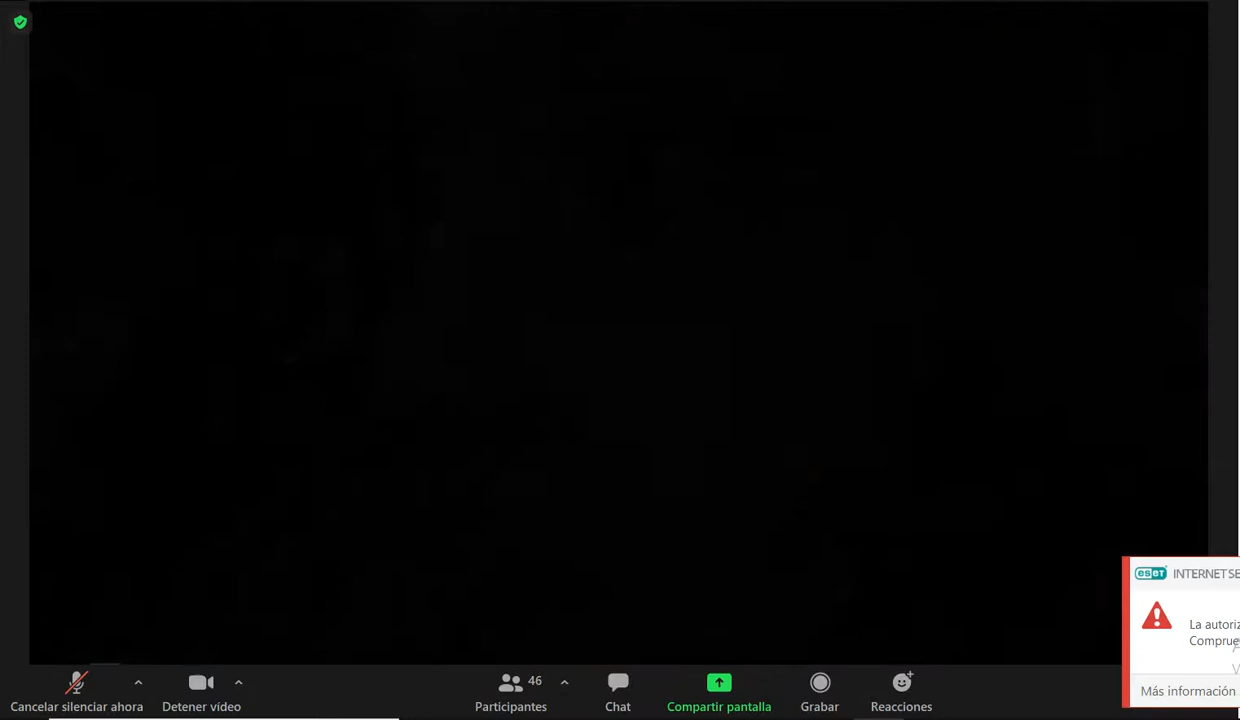 eset INTERNET SE
La autoriz
Comprue
Más información
46
Cancelar silenciar ahora
Detener vídeo
Participantes
Chat
Compartir pantalla
Grabar
Reacciones